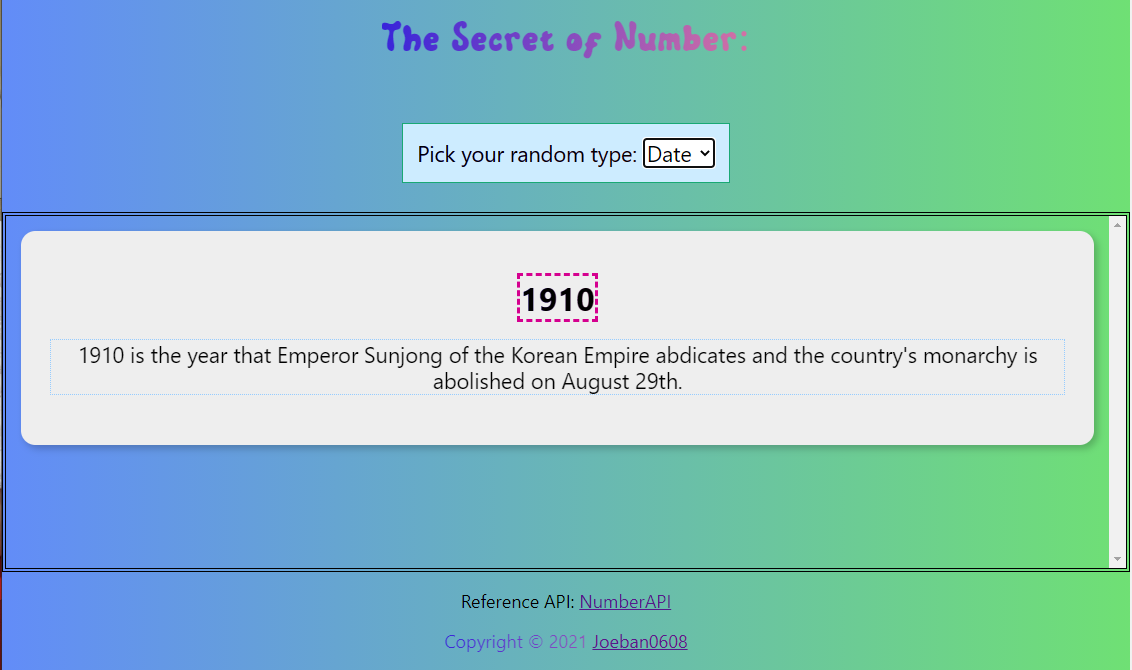 The Secret of Number:
Pick your random type: Date
1910
1910 is the year that Emperor Sunjong of the Korean Empire abdicates and the country's monarchy is
abolished on August 29th.
Reference API: NumberAPI
Copyright © 2021 Joeban0608